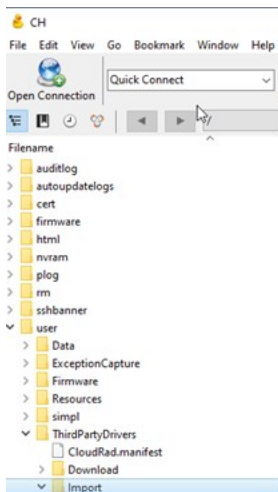 CH
File Edit View Go Bookmark Window Help
Quick Connect
Open Connection
/
Filename
auditlog
autoupdatelogs
cert
firmware
html
nvram
plog
rm
sshbanner
user
Data
ExceptionCapture
Firmware
Resources
simpl
ThirdPartyDrivers
CloudRad.manifest
Download
Import